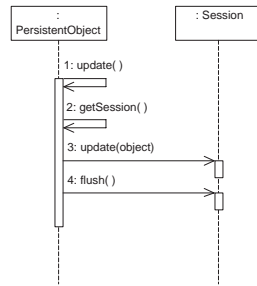 :
PersistentObject
: Session
1: update( )
2: getSession( )
3: update(object)
4: flush( )